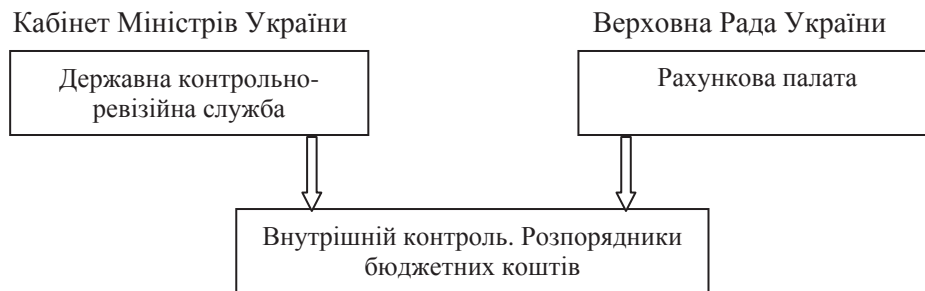 Кабінет Міністрів України
Верховна Рада України
Державна контрольно-
ревізійна служба
Рахункова палата
Внутрішній контроль. Розпорядники
бюджетних коштів